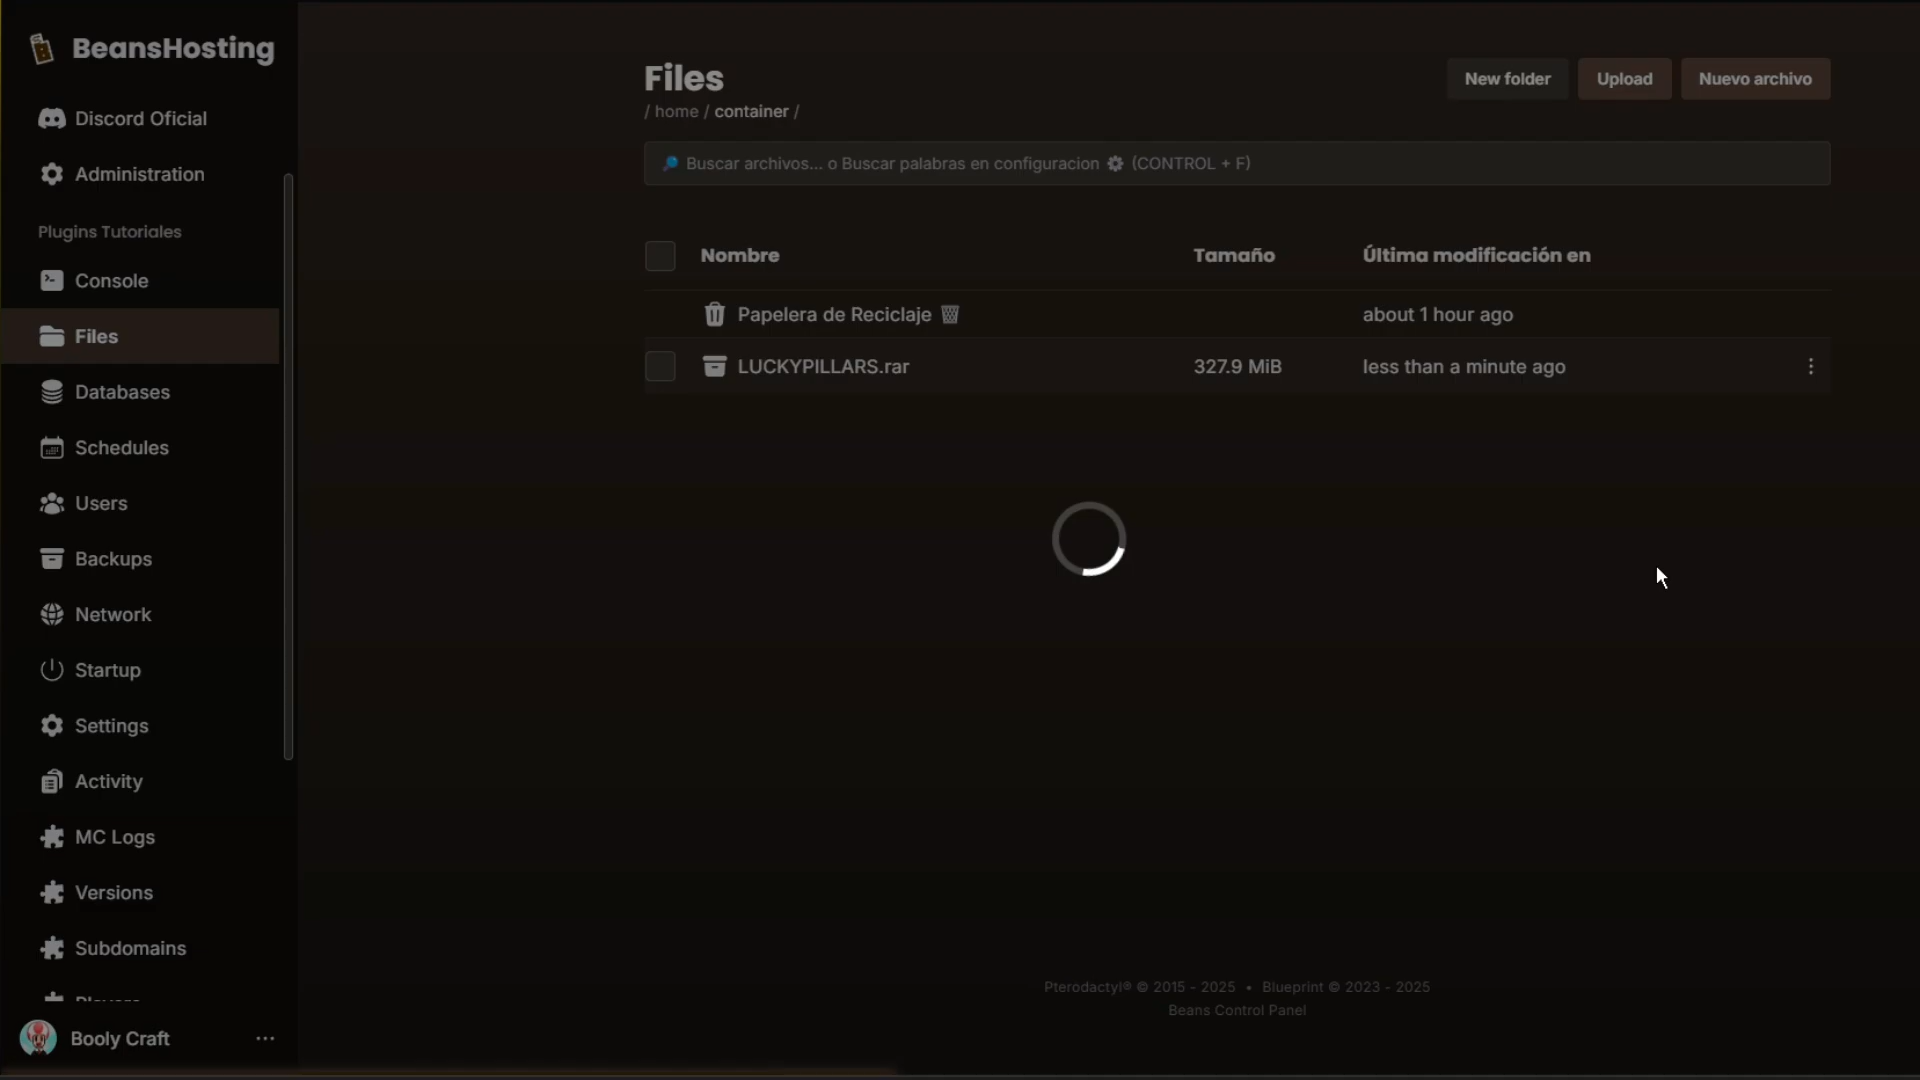 BeansHosting
Discord Oficial
Administration
Plugins Tutoriales
Console
Files
Databases
Schedules
Users
Backups
Network
Startup
Settings
Activity
MC Logs
Versions
Subdomains
Booly Craft
Files
/ home / container /
New folder
Upload
Nuevo archivo
Buscar archivos... o Buscar palabras en configuracion (CONTROL + F)
Nombre Tamaño Última modificación en
Papelera de Reciclaje about 1 hour ago
LUCKYPILLARS.rar 327.9 MiB less than a minute ago
Pterodactyl® © 2015 - 2025 • Blueprint © 2023 - 2025
Beans Control Panel